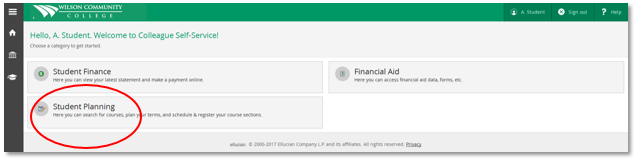 WILSON COMMUNITY
COLLEGE
A. Student Sign out ? Help
Hello, A. Student. Welcome to Colleague Self-Service!
Choose a category to get started.
Student Finance
Here you can view your latest statement and make a payment online.
Financial Aid
Here you can access financial aid data, forms, etc.
Student Planning
Here you can search for courses, plan your terms, and schedule & register your course sections.
ellucian. © 2000-2017 Ellucian Company L.P. and its affiliates. All rights reserved. Privacy